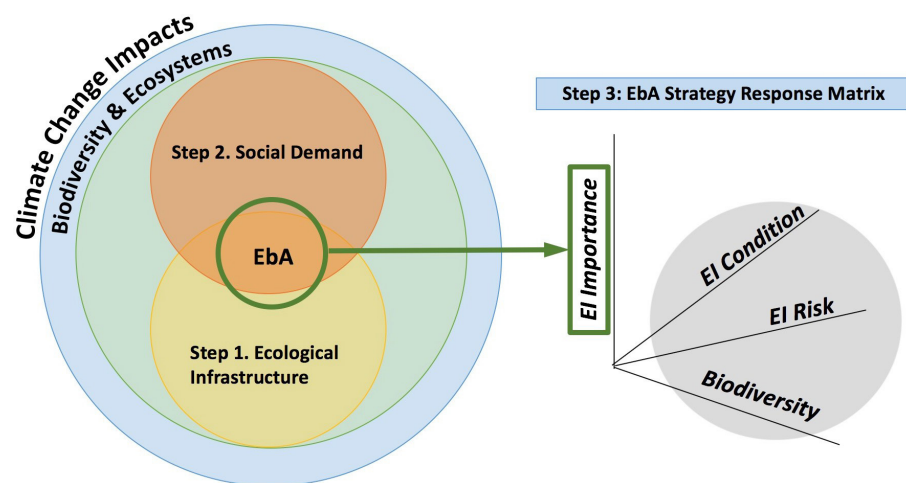 Climate Change Impacts
Biodiversity & Ecosystems
Step 2. Social Demand
EbA
Step 1. Ecological
Infrastructure
Step 3: EbA Strategy Response Matrix
EI Importance
EI Condition
EI Risk
Biodiversity